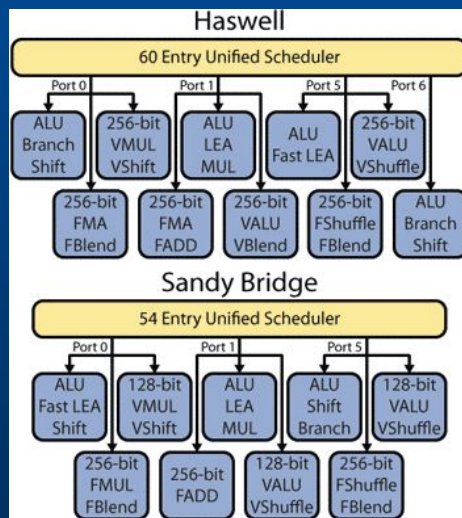 Haswell
60 Entry Unified Scheduler
Port 0 Port 1 Port 5 Port 6
ALU 256-bit ALU ALU 256-bit
Branch VMUL LEA Fast LEA VALU
Shift VShift MUL VShuffle
256-bit 256-bit 256-bit 256-bit ALU
FMA FMA VALU FShuffle Branch
FBlend FADD VBlend FBlend Shift
Sandy Bridge
54 Entry Unified Scheduler
Port 0 Port 1 Port 5
ALU 128-bit ALU ALU 128-bit
Fast LEA VMUL LEA Shift VALU
Shift VShift MUL Branch VShuffle
256-bit 256-bit 128-bit 256-bit
FMUL FADD VALU FShuffle
FBlend VShuffle FBlend